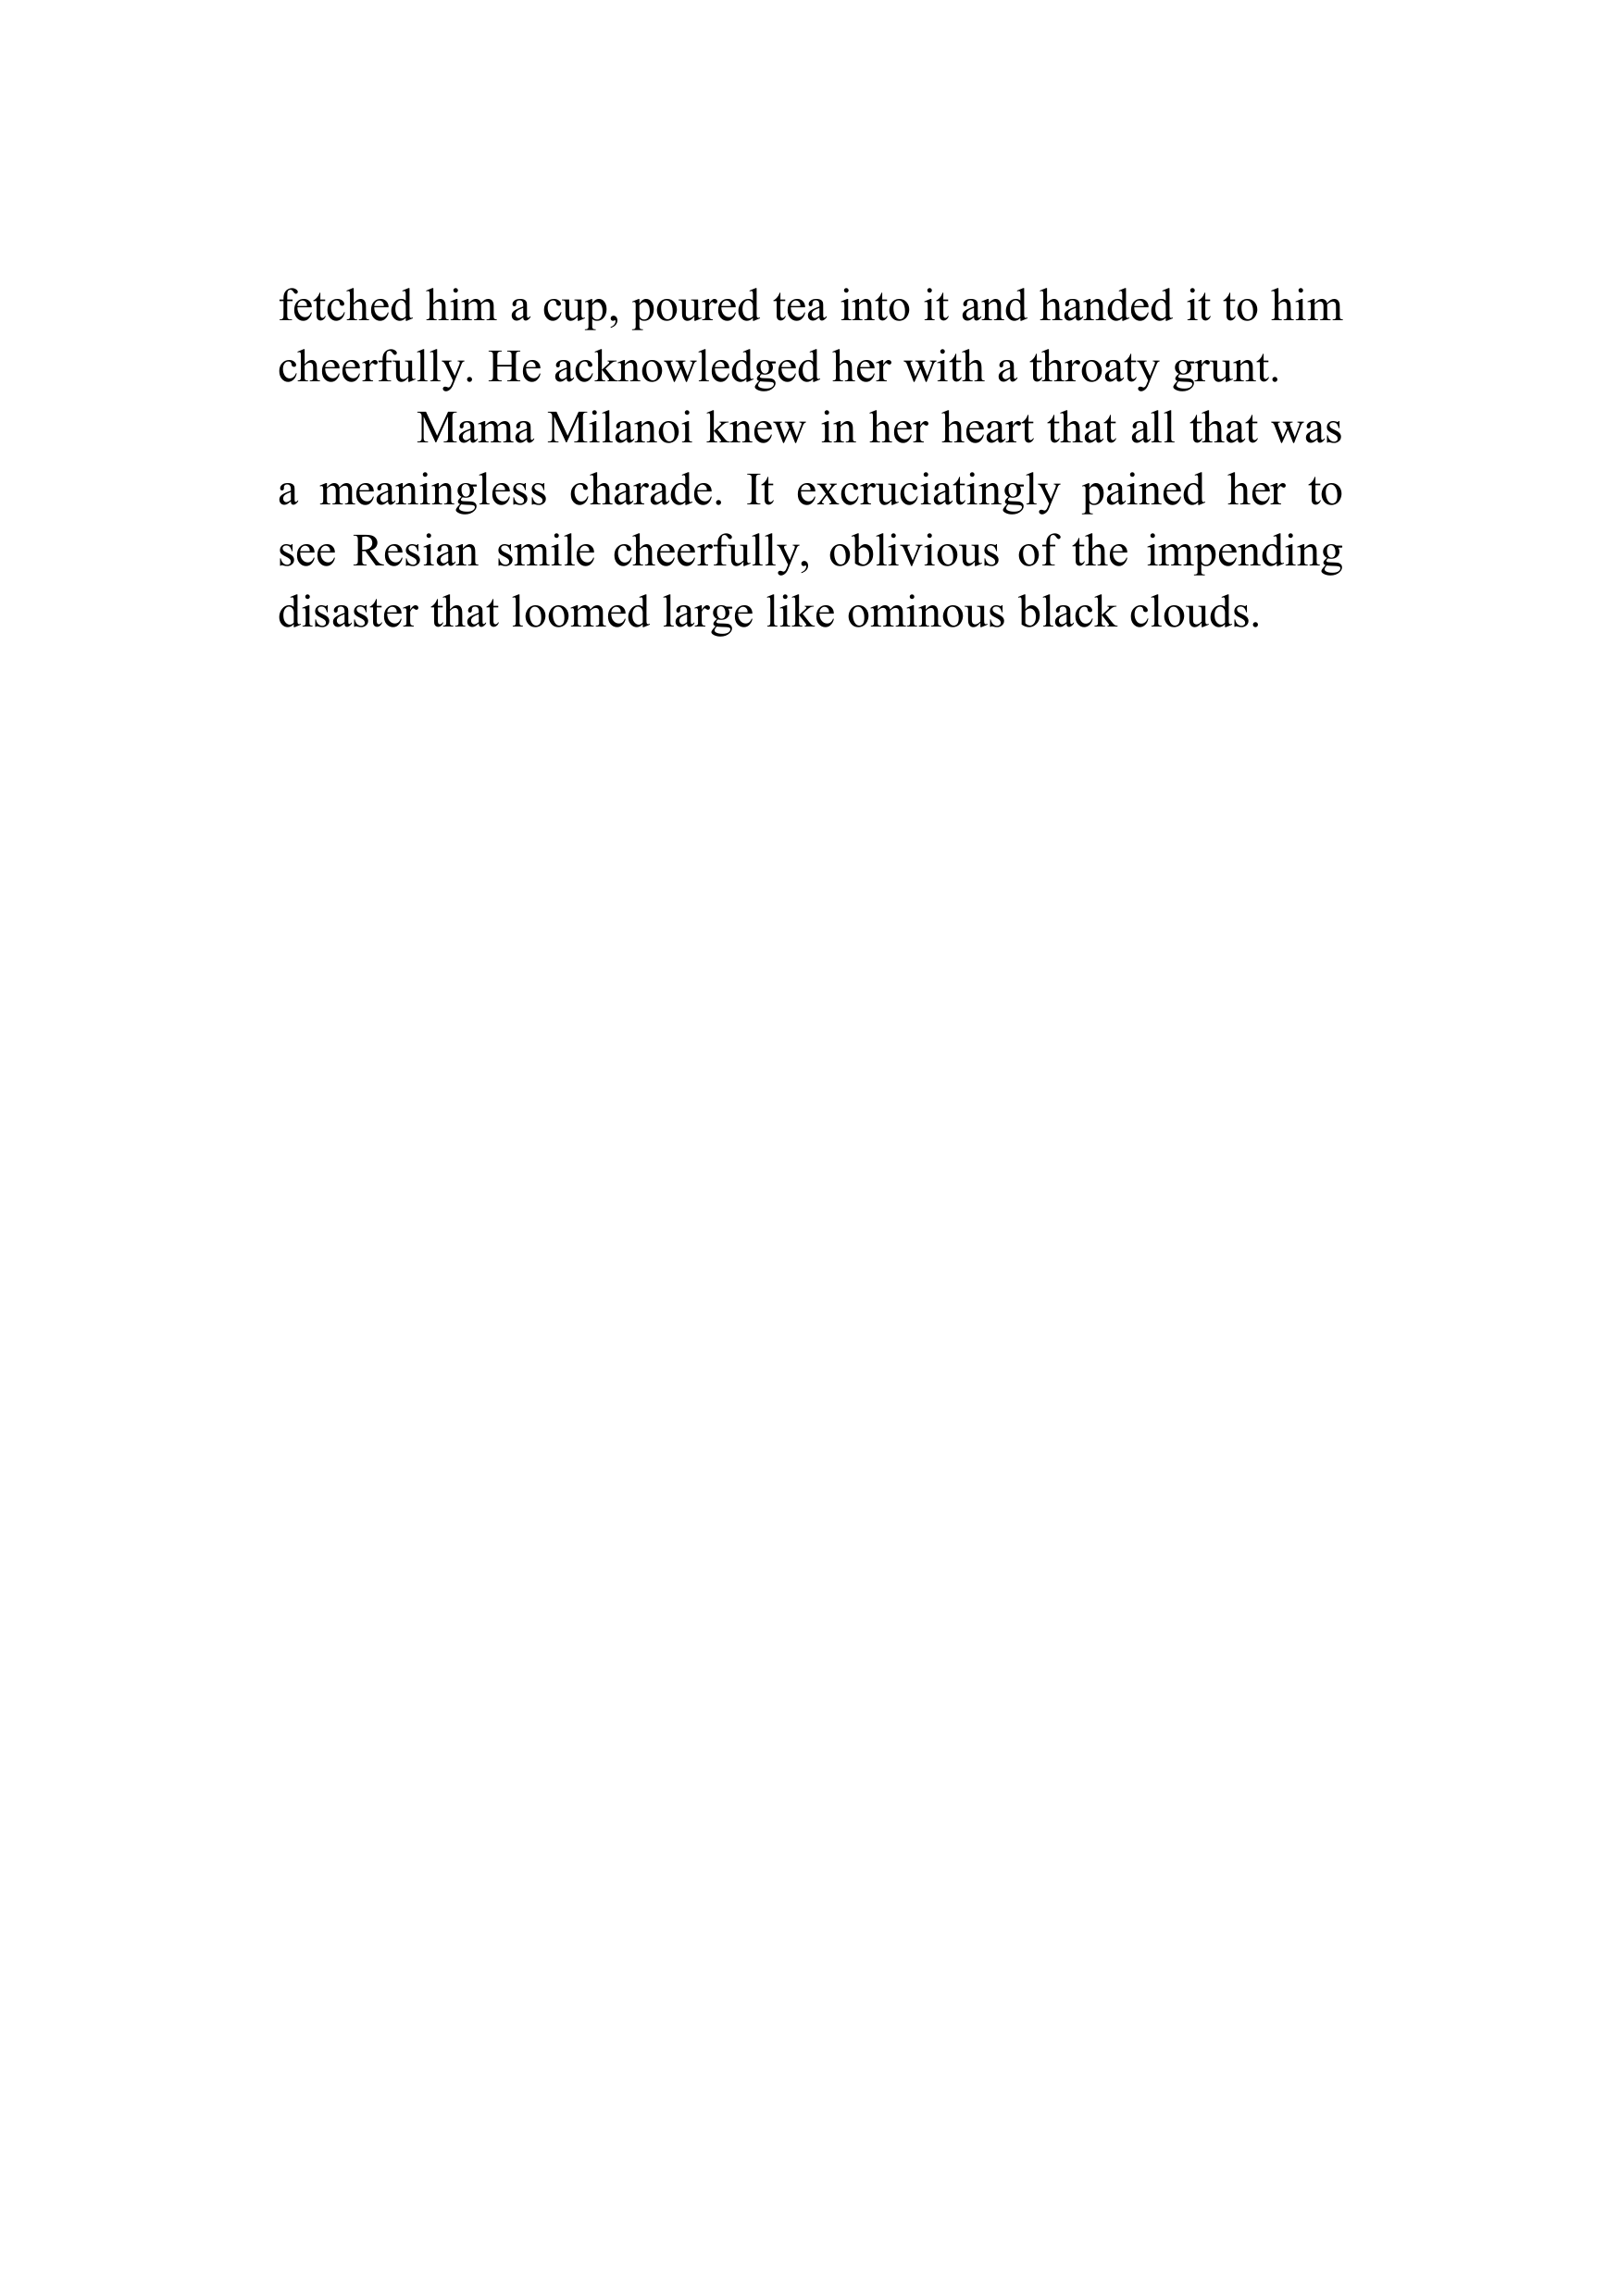 fetched him a cup, poured tea into it and handed it to him
cheerfully. He acknowledged her with a throaty grunt.
Mama Milanoi knew in her heart that all that was
a meaningless charade. It excruciatingly pained her to
see Resian smile cheerfully, oblivious of the impending
disaster that loomed large like ominous black clouds.